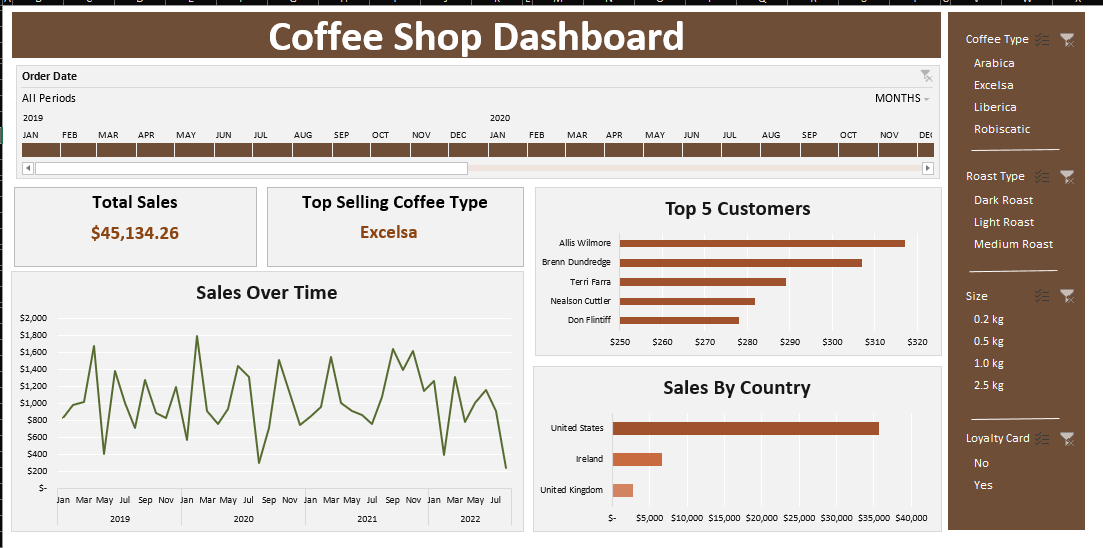 Coffee Shop Dashboard
Order Date
All Periods
MONTHS
2019 2020
JAN FEB MAR APR MAY JUN JUL AUG SEP OCT NOV DEC JAN FEB MAR APR MAY JUN JUL AUG SEP OCT NOV
Total Sales
$45,134.26
Top Selling Coffee Type
Excelsa
Top 5 Customers
Allis Wilmore
Brenn Dundredge
Terri Farra
Nealson Cuttler
Don Flintiff
$250 $260 $270 $280 $290 $300 $310 $320
Sales Over Time
$2,000
$1,800
$1,600
$1,400
$1,200
$1,000
$800
$600
$400
$200
$-
Jan Mar May Jul Sep Nov Jan Mar May Jul Sep Nov Jan Mar May Jul Sep Nov Jan Mar May Jul
2019 2020 2021 2022
Sales By Country
United States
Ireland
United Kingdom
$- $5,000 $10,000 $15,000 $20,000 $25,000 $30,000 $35,000 $40,000
Coffee Type
Arabica
Excelsa
Liberica
Robiscatic
Roast Type
Dark Roast
Light Roast
Medium Roast
Size
0.2 kg
0.5 kg
1.0 kg
2.5 kg
Loyalty Card
No
Yes